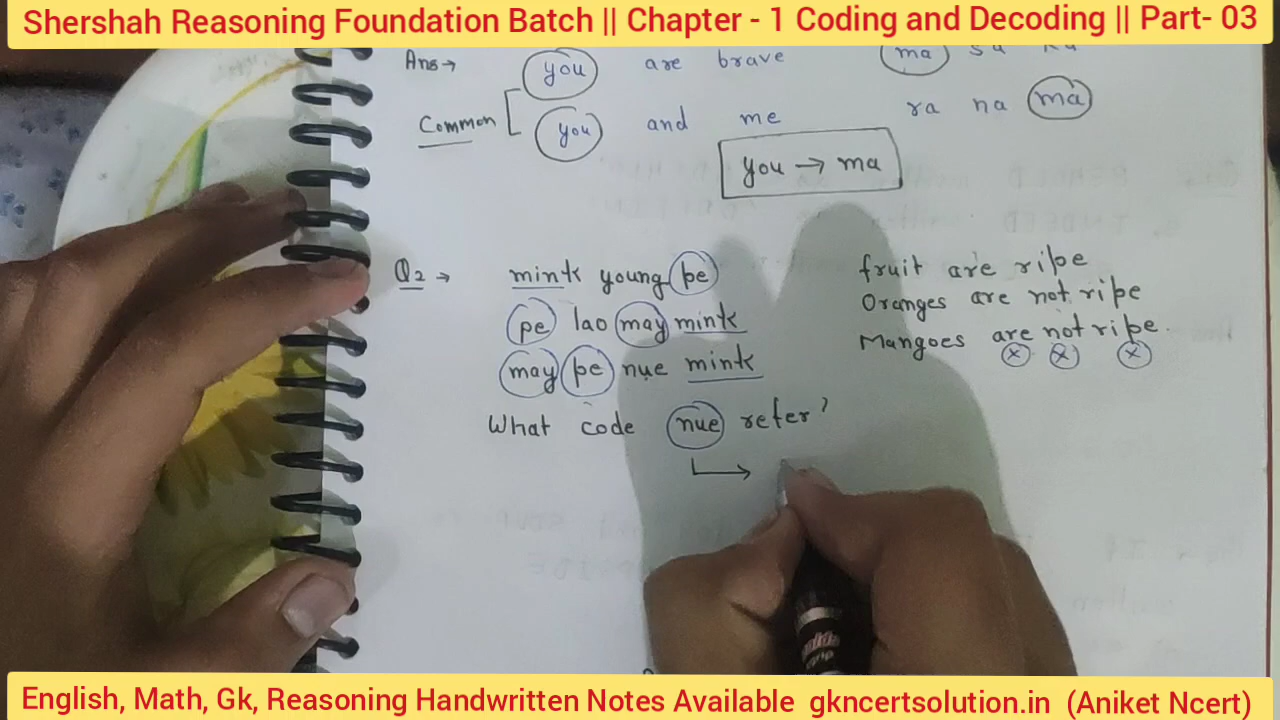 Shershah Reasoning Foundation Batch || Chapter - 1 Coding and Decoding || Part- 03
Ans→ you are brave ma su
Common you and me ra na ma
you → ma
Q2 → mink young pe fruit are ripe
pe lao may mink Oranges are not ripe
may pe nue mink Mangoes are not ripe.
What code nue refer?
English, Math, Gk, Reasoning Handwritten Notes Available gkncertsolution.in (Aniket Ncert)